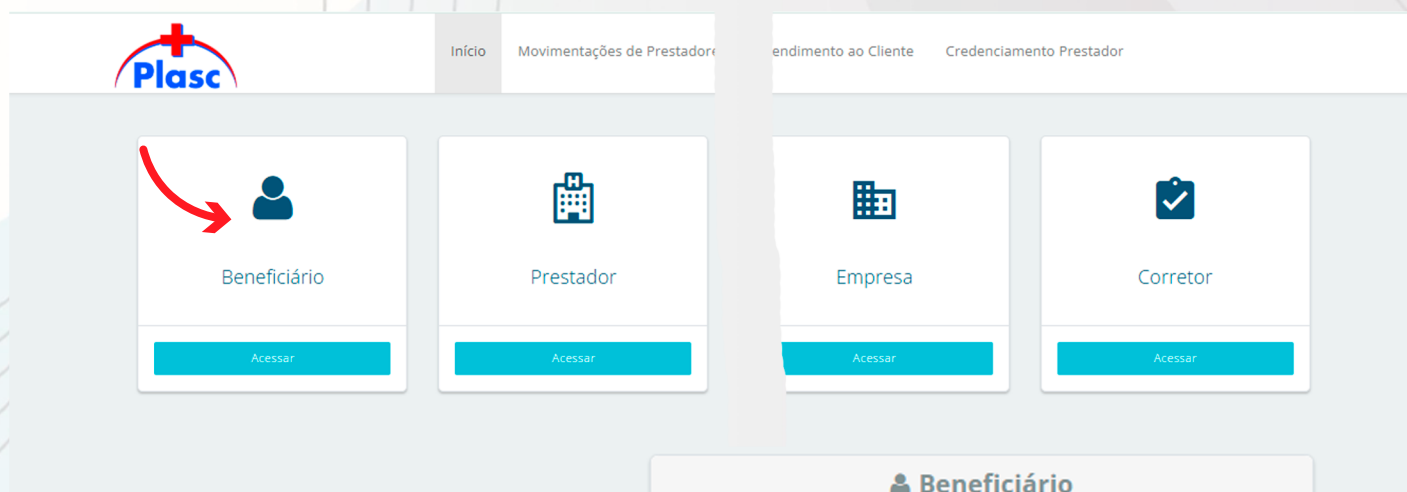 Plasc
Início Movimentações de Prestadore endimento ao Cliente Credenciamento Prestador
Beneficiário Prestador Empresa Corretor
Acessar Acessar Acessar Acessar
Beneficiário